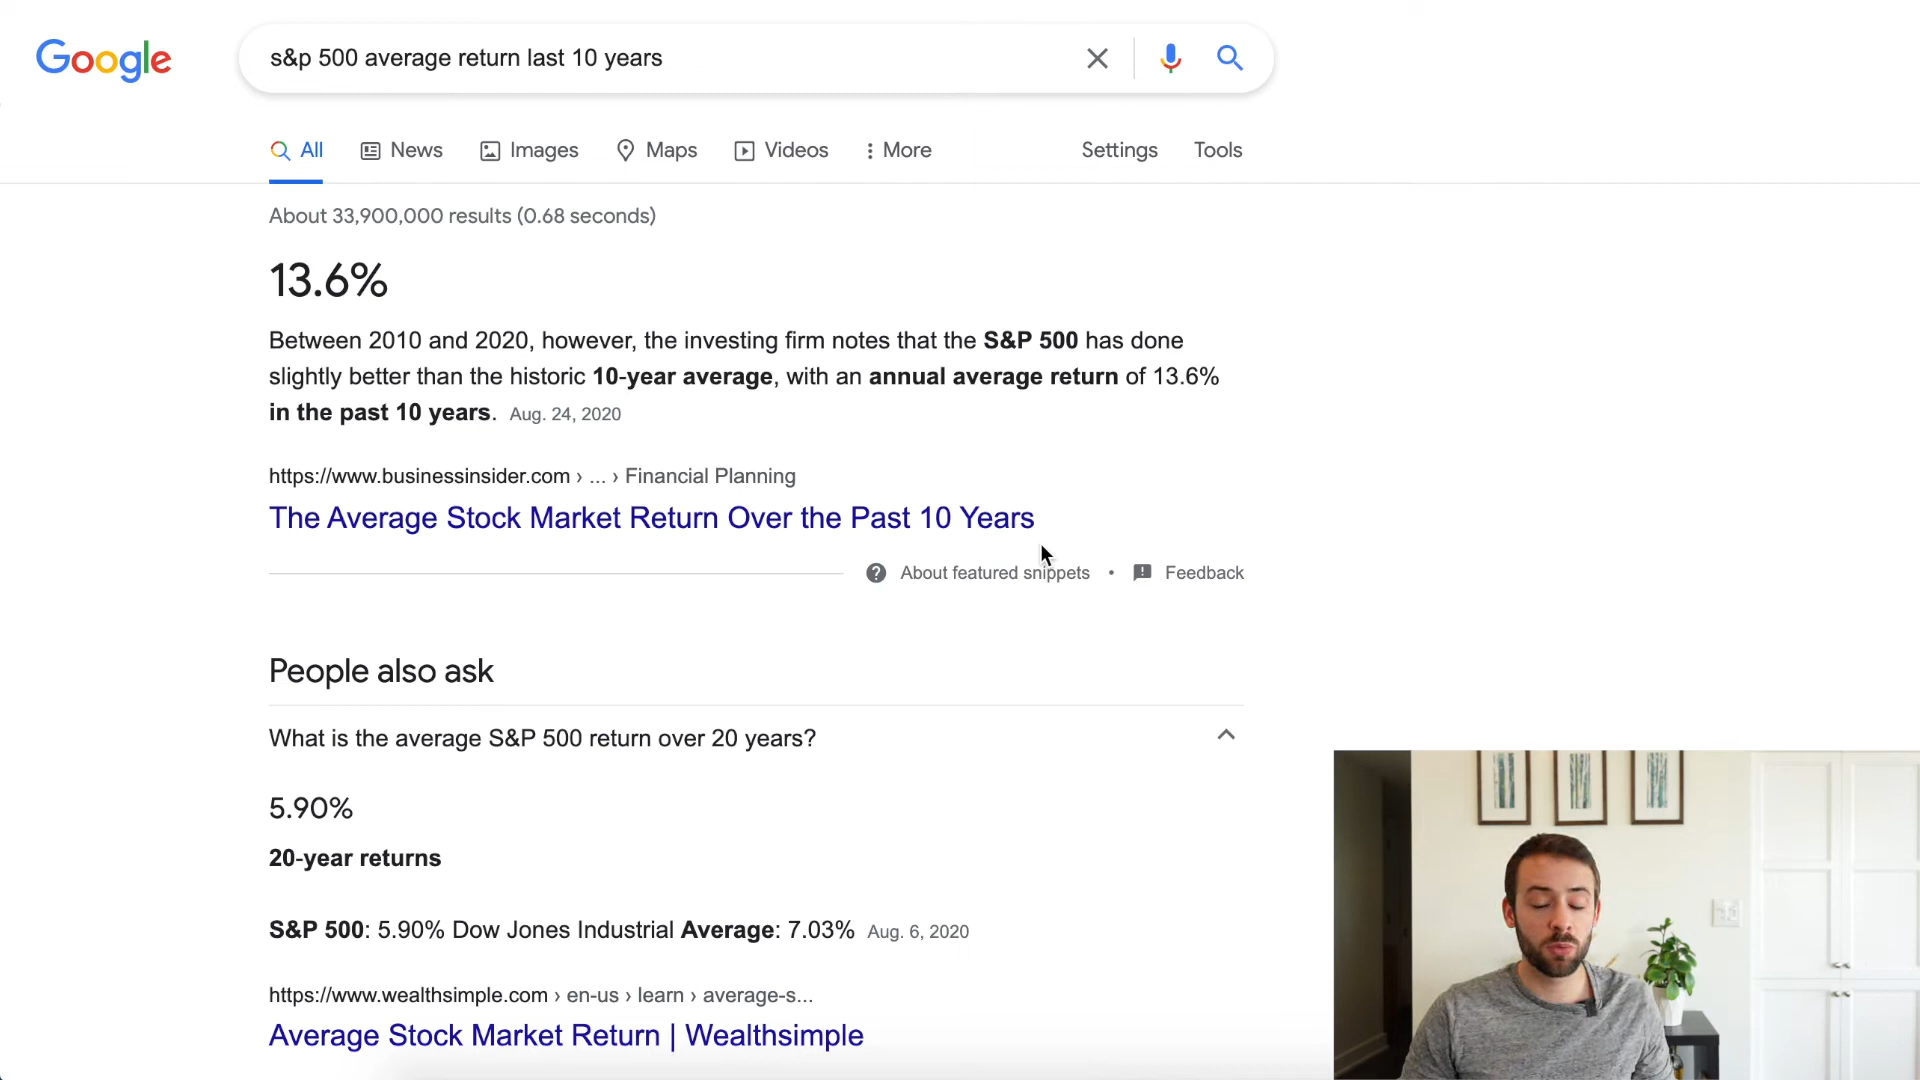 Google
s&p 500 average return last 10 years
All News Images Maps Videos More Settings Tools
About 33,900,000 results (0.68 seconds)
13.6%
Between 2010 and 2020, however, the investing firm notes that the S&P 500 has done
slightly better than the historic 10-year average, with an annual average return of 13.6%
in the past 10 years. Aug. 24, 2020
https://www.businessinsider.com › ... › Financial Planning
The Average Stock Market Return Over the Past 10 Years
About featured snippets • Feedback
People also ask
What is the average S&P 500 return over 20 years?
5.90%
20-year returns
S&P 500: 5.90% Dow Jones Industrial Average: 7.03% Aug. 6, 2020
https://www.wealthsimple.com › en-us › learn › average-s...
Average Stock Market Return | Wealthsimple